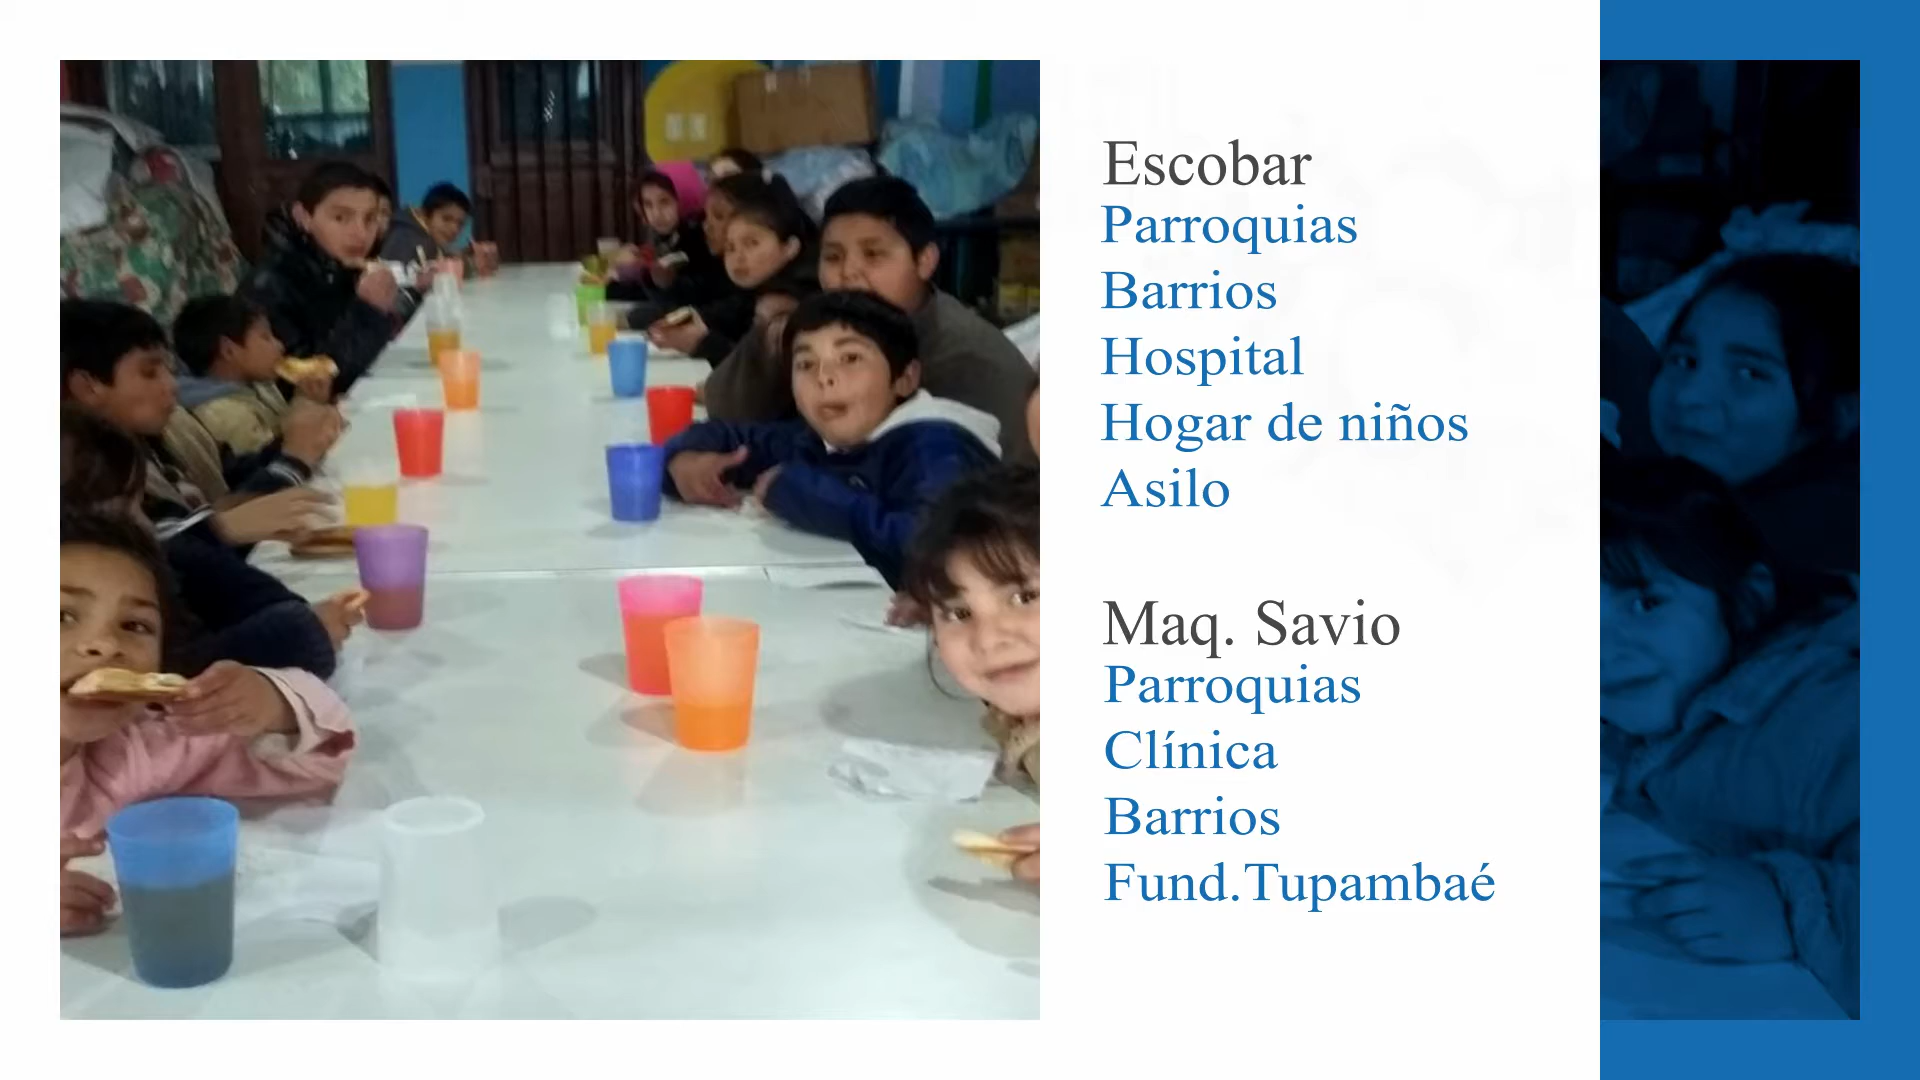 Escobar
Parroquias
Barrios
Hospital
Hogar de niños
Asilo
Maq. Savio
Parroquias
Clínica
Barrios
Fund.Tupambaé